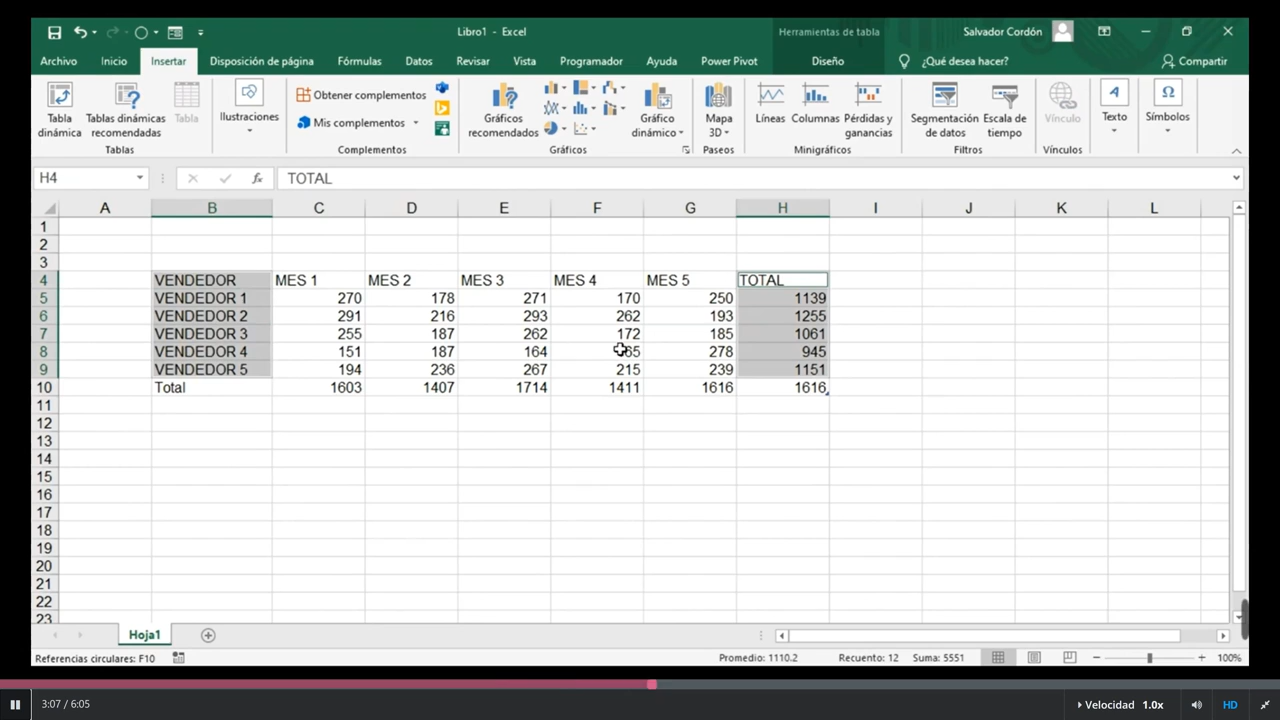 Libro1 - Excel
Herramientas de tabla
Salvador Cordón
Archivo Inicio Insertar Disposición de página Fórmulas Datos Revisar Vista Programador Ayuda Power Pivot Diseño ¿Qué desea hacer? Compartir
Tabla dinámica
Tablas dinámicas recomendadas
Tabla
Tablas
Ilustraciones
Obtener complementos
Mis complementos
Complementos
Gráficos recomendados
Gráfico dinámico
Gráficos
Mapa 3D
Paseos
Líneas
Columnas
Pérdidas y ganancias
Minigráficos
Segmentación de datos
Escala de tiempo
Filtros
Vínculo
Vínculos
Texto
Símbolos
H4 fx TOTAL
A B C D E F G H I J K L
1
2
3
4 VENDEDOR MES 1 MES 2 MES 3 MES 4 MES 5 TOTAL
5 VENDEDOR 1 270 178 271 170 250 1139
6 VENDEDOR 2 291 216 293 262 193 1255
7 VENDEDOR 3 255 187 262 172 185 1061
8 VENDEDOR 4 151 187 164 278 945
9 VENDEDOR 5 194 236 267 215 239 1151
10 Total 1603 1407 1714 1411 1616 1616
11
12
13
14
15
16
17
18
19
20
21
22
23
Hoja1
Referencias circulares: F10 Promedio: 1110.2 Recuento: 12 Suma: 5551 100%
3:07 / 6:05 Velocidad 1.0x HD